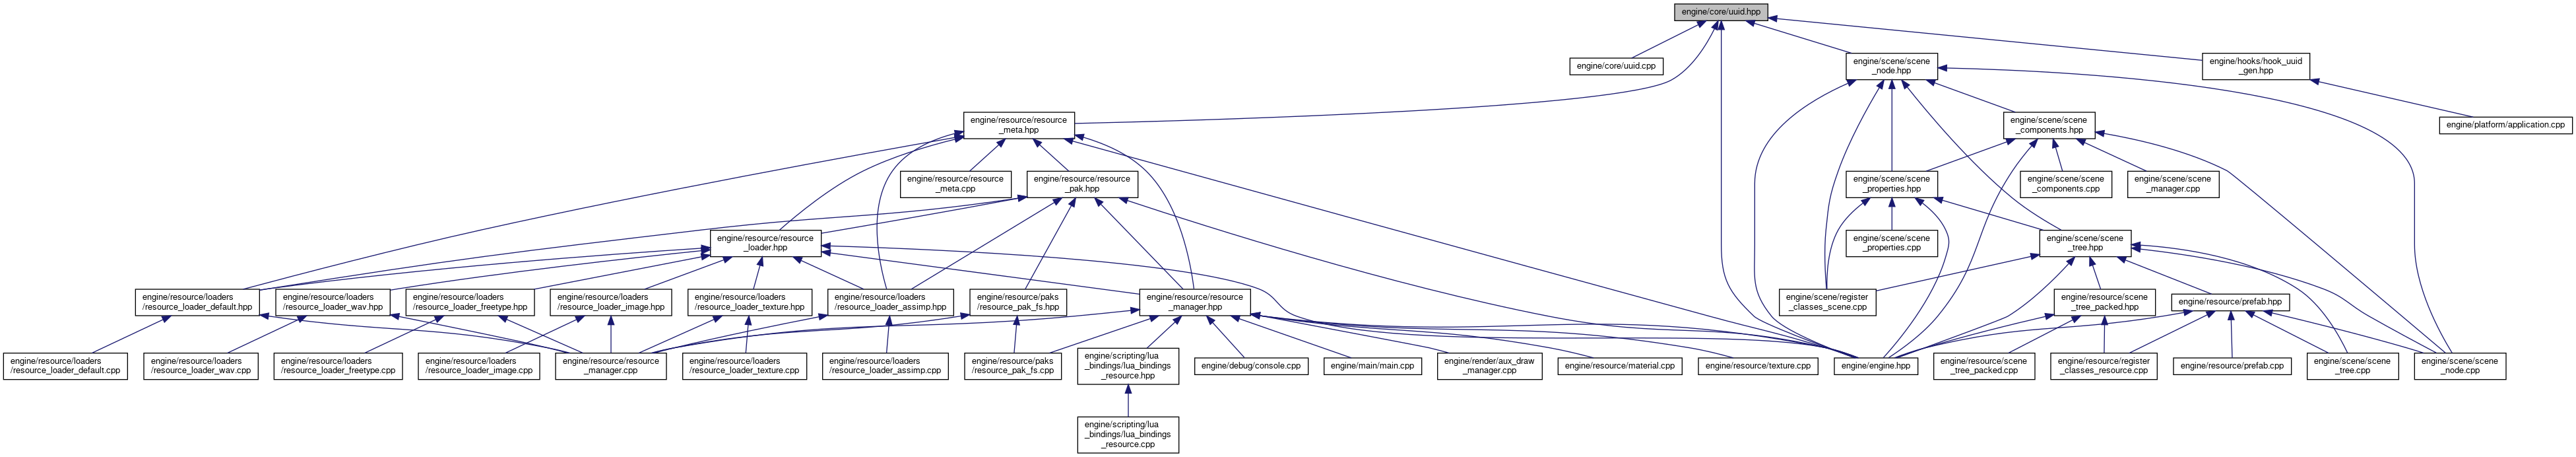 engine/core/uuid.hpp
engine/core/uuid.cpp
engine/scene/scene
_node.hpp
engine/hooks/hook_uuid
_gen.hpp
engine/resource/resource
_meta.hpp
engine/scene/scene
_components.hpp
engine/platform/application.cpp
engine/resource/resource
_meta.cpp
engine/resource/resource
_pak.hpp
engine/scene/scene
_properties.hpp
engine/scene/scene
_components.cpp
engine/scene/scene
_manager.cpp
engine/resource/resource
_loader.hpp
engine/scene/scene
_properties.cpp
engine/scene/scene
_tree.hpp
engine/resource/loaders
/resource_loader_default.hpp
engine/resource/loaders
/resource_loader_wav.hpp
engine/resource/loaders
/resource_loader_freetype.hpp
engine/resource/loaders
/resource_loader_image.hpp
engine/resource/loaders
/resource_loader_texture.hpp
engine/resource/loaders
/resource_loader_assimp.hpp
engine/resource/paks
/resource_pak_fs.hpp
engine/resource/resource
_manager.hpp
engine/scene/register
_classes_scene.cpp
engine/resource/scene
_tree_packed.hpp
engine/resource/prefab.hpp
engine/resource/loaders
/resource_loader_default.cpp
engine/resource/loaders
/resource_loader_wav.cpp
engine/resource/loaders
/resource_loader_freetype.cpp
engine/resource/loaders
/resource_loader_image.cpp
engine/resource/resource
_manager.cpp
engine/resource/loaders
/resource_loader_texture.cpp
engine/resource/loaders
/resource_loader_assimp.cpp
engine/resource/paks
/resource_pak_fs.cpp
engine/scripting/lua
_bindings/lua_bindings
_resource.hpp
engine/debug/console.cpp
engine/main/main.cpp
engine/render/aux_draw
_manager.cpp
engine/resource/material.cpp
engine/resource/texture.cpp
engine/engine.hpp
engine/resource/scene
_tree_packed.cpp
engine/resource/register
_classes_resource.cpp
engine/resource/prefab.cpp
engine/scene/scene
_tree.cpp
engine/scene/scene
_node.cpp
engine/scripting/lua
_bindings/lua_bindings
_resource.cpp